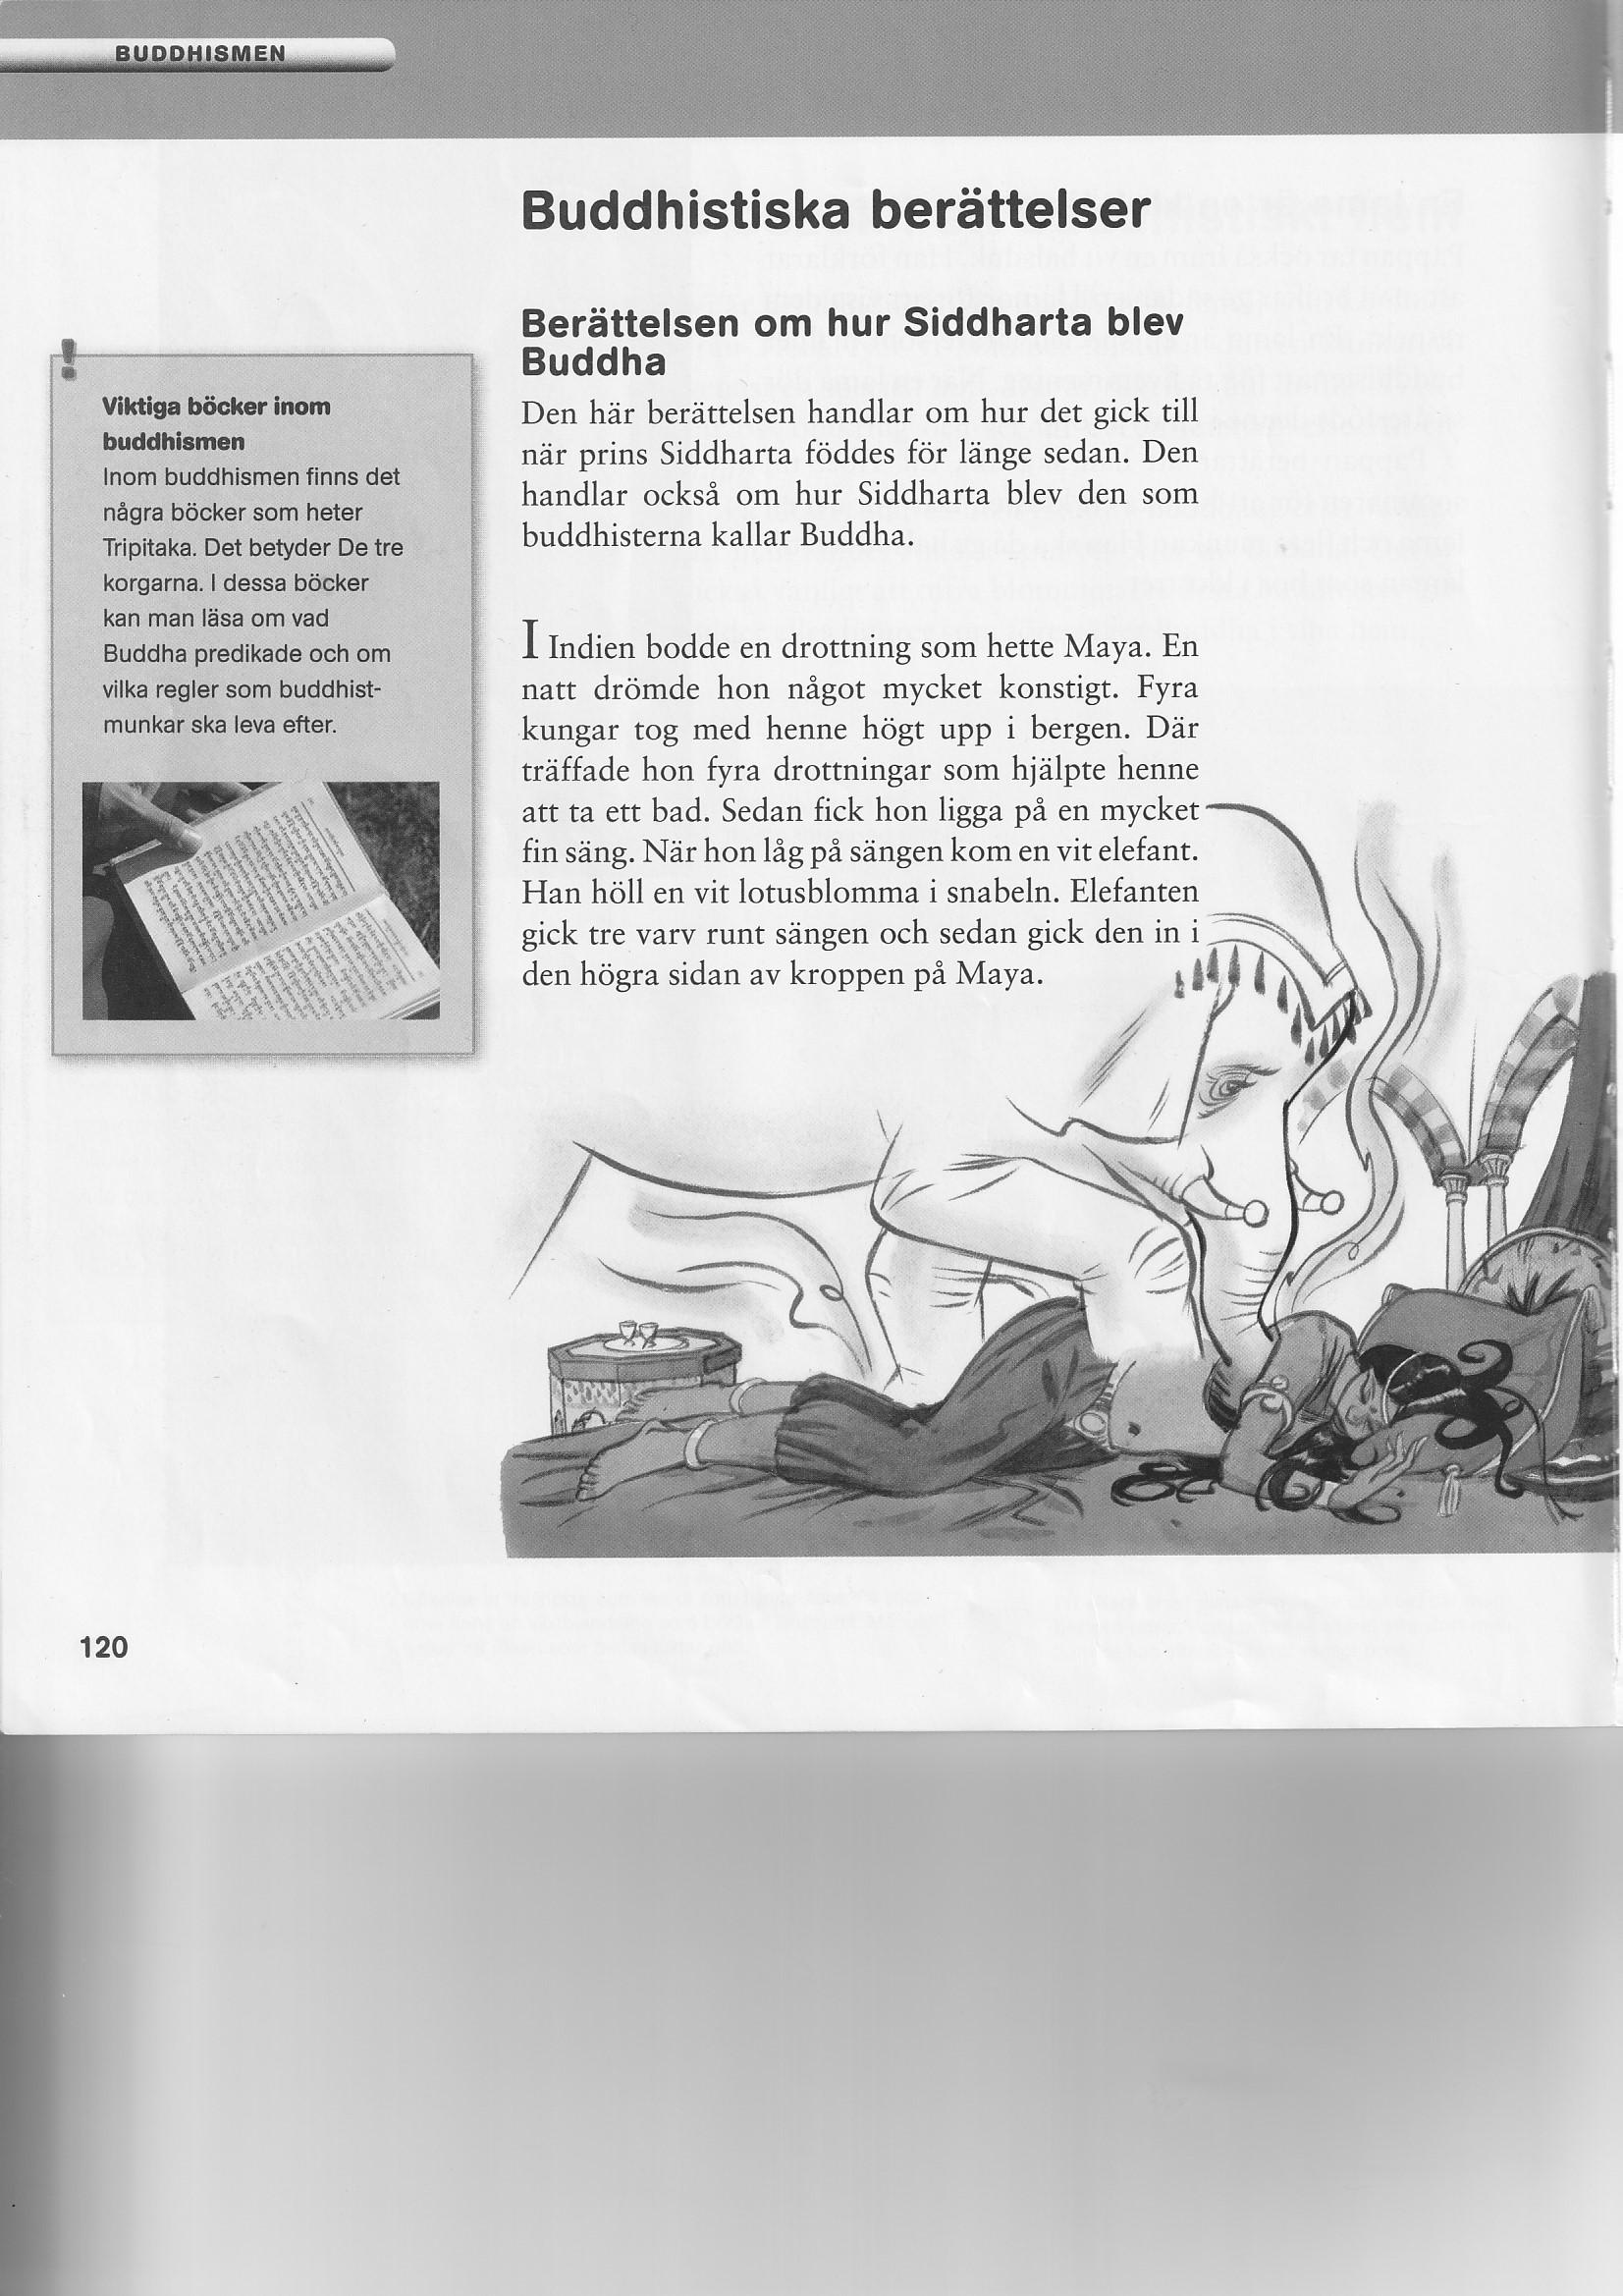 BUDDHISMEN
Buddhistiska berättelser
Berättelsen om hur Siddharta blev
Buddha
Den här berättelsen handlar om hur det gick till
när prins Siddharta föddes för länge sedan. Den
handlar också om hur Siddharta blev den som
buddhisterna kallar Buddha.
I Indien bodde en drottning som hette Maya. En
natt drömde hon något mycket konstigt. Fyra
kungar tog med henne högt upp i bergen. Där
träffade hon fyra drottningar som hjälpte henne
att ta ett bad. Sedan fick hon ligga på en mycket
fin säng. När hon låg på sängen kom en vit elefant.
Han höll en vit lotusblomma i snabeln. Elefanten
gick tre varv runt sängen och sedan gick den in i
den högra sidan av kroppen på Maya.
!
Viktiga böcker inom
buddhismen
Inom buddhismen finns det
några böcker som heter
Tripitaka. Det betyder De tre
korgarna. I dessa böcker
kan man läsa om vad
Buddha predikade och om
vilka regler som buddhist-
munkar ska leva efter.
120